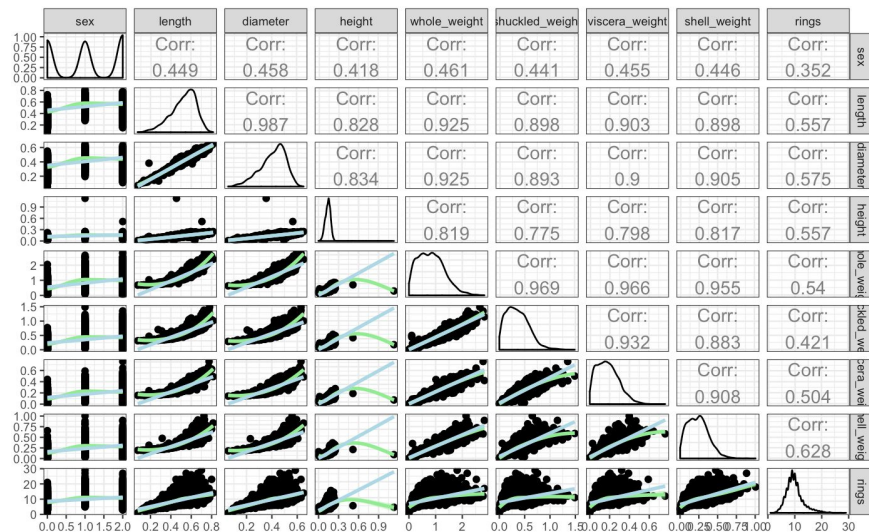 sex length diameter height whole_weight shuckled_weigh viscera_weight shell_weight rings
1.00 Corr: Corr: Corr: Corr: Corr: Corr: Corr: Corr: sex
0.75
0.50
0.25 0.449 0.458 0.418 0.461 0.441 0.455 0.446 0.352
0.00
0.8 Corr: Corr: Corr: Corr: Corr: Corr: Corr: length
0.6
0.4 0.987 0.828 0.925 0.898 0.903 0.898 0.557
0.2
0.6 Corr: Corr: Corr: Corr: Corr: Corr: diameter
0.4
0.2 0.834 0.925 0.893 0.9 0.905 0.575
0.9 Corr: Corr: Corr: Corr: Corr: height
0.6
0.3 0.819 0.775 0.798 0.817 0.557
0.0
2 Corr: Corr: Corr: Corr: ole_weig
1
0 0.969 0.966 0.955 0.54
1.5 Corr: Corr: Corr: ckled_we
1.0
0.5 0.932 0.883 0.421
0.0
0.6 Corr: Corr: cera_wei
0.4
0.2 0.908 0.504
0.0
1.00 Corr: ell_weig
0.75
0.50
0.25 0.628
0.00
30 rings
20
10
0
0.0 0.5 1.0 1.5 2.0 0.2 0.4 0.6 0.8 0.2 0.4 0.6 0.0 0.3 0.6 0.9 0 1 2 0.0 0.5 1.0 1.5 0.0 0.2 0.4 0.6 0.00 0.25 0.50 0.75 1.00 0 10 20 30